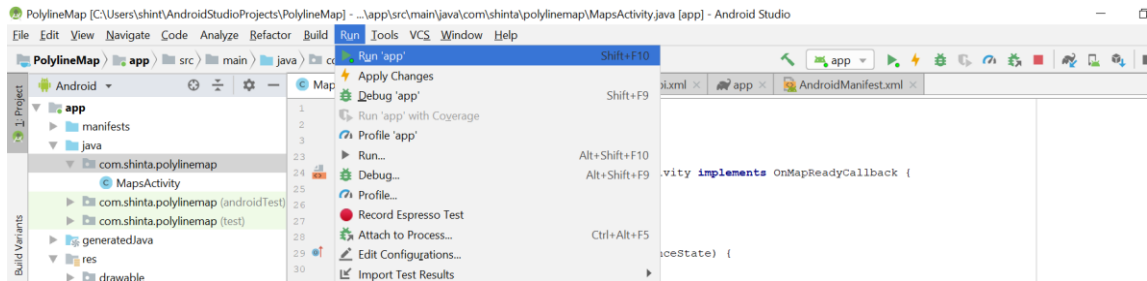 PolylineMap [C:\Users\shint\AndroidStudioProjects\PolylineMap] - ...\app\src\main\java\com\shinta\polylinemap\MapsActivity.java [app] - Android Studio
File Edit View Navigate Code Analyze Refactor Build Run Tools VCS Window Help
PolylineMap app src main java
app
Run 'app' Shift+F10
Apply Changes
Debug 'app' Shift+F9
Run 'app' with Coverage
Profile 'app'
Run... Alt+Shift+F10
Debug... Alt+Shift+F9
Profile...
Record Espresso Test
Attach to Process... Ctrl+Alt+F5
Edit Configurations...
Import Test Results
1: Project
Build Variants
Android
app
manifests
java
com.shinta.polylinemap
MapsActivity
com.shinta.polylinemap (androidTest)
com.shinta.polylinemap (test)
generatedJava
res
drawable
app AndroidManifest.xml
1
2
3
23
24 implements OnMapReadyCallback {
25
26
27
28
29 nceState) {
30